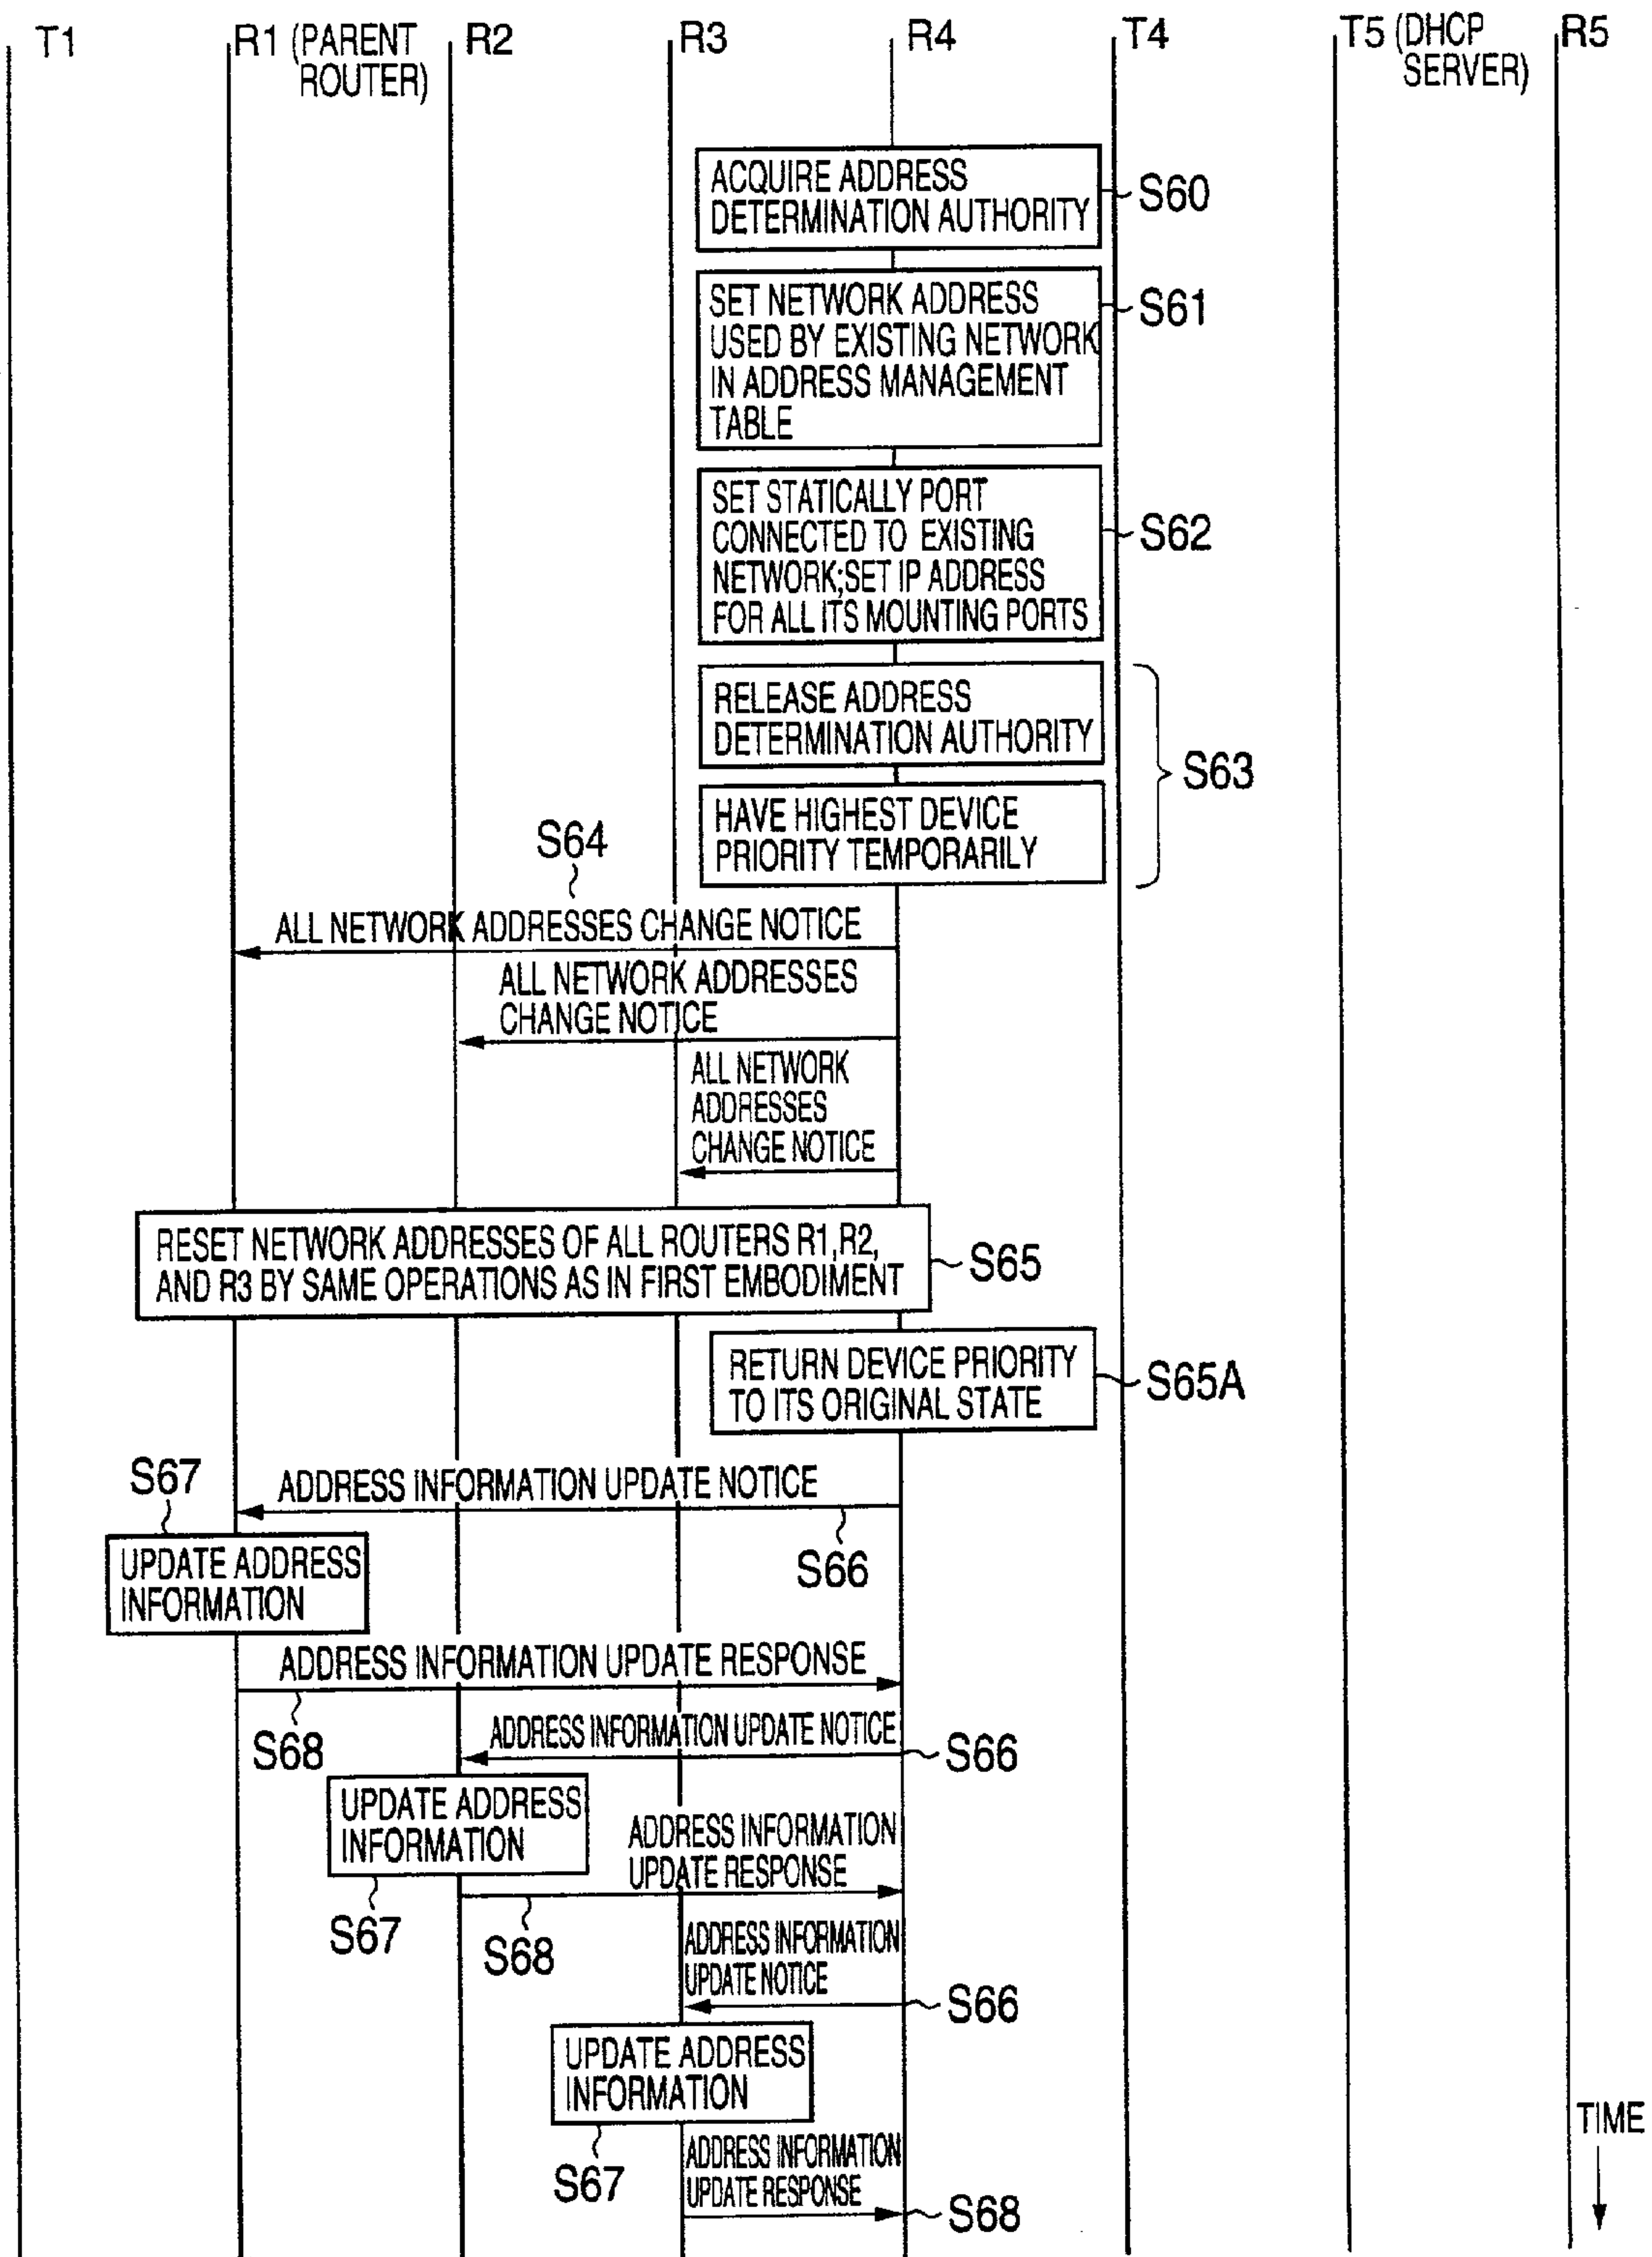 T1
R1 (PARENT
ROUTER)
R2
R3
R4
T4
T5 (DHCP
SERVER)
R5
ACQUIRE ADDRESS
DETERMINATION AUTHORITY
S60
SET NETWORK ADDRESS
USED BY EXISTING NETWORK
IN ADDRESS MANAGEMENT
TABLE
S61
SET STATICALLY PORT
CONNECTED TO EXISTING
NETWORK;SET IP ADDRESS
FOR ALL ITS MOUNTING PORTS
S62
RELEASE ADDRESS
DETERMINATION AUTHORITY
S63
HAVE HIGHEST DEVICE
PRIORITY TEMPORARILY
S64
ALL NETWORK ADDRESSES CHANGE NOTICE
ALL NETWORK ADDRESSES
CHANGE NOTICE
ALL NETWORK
ADDRESSES
CHANGE NOTICE
RESET NETWORK ADDRESSES OF ALL ROUTERS R1,R2,
AND R3 BY SAME OPERATIONS AS IN FIRST EMBODIMENT
S65
RETURN DEVICE PRIORITY
TO ITS ORIGINAL STATE
S65A
S67
ADDRESS INFORMATION UPDATE NOTICE
S66
UPDATE ADDRESS
INFORMATION
ADDRESS INFORMATION UPDATE RESPONSE
S68
ADDRESS INFORMATION UPDATE NOTICE
S66
UPDATE ADDRESS
INFORMATION
S67
ADDRESS INFORMATION
UPDATE RESPONSE
S68
ADDRESS INFORMATION
UPDATE NOTICE
S66
UPDATE ADDRESS
INFORMATION
S67
ADDRESS INFORMATION
UPDATE RESPONSE
S68
TIME